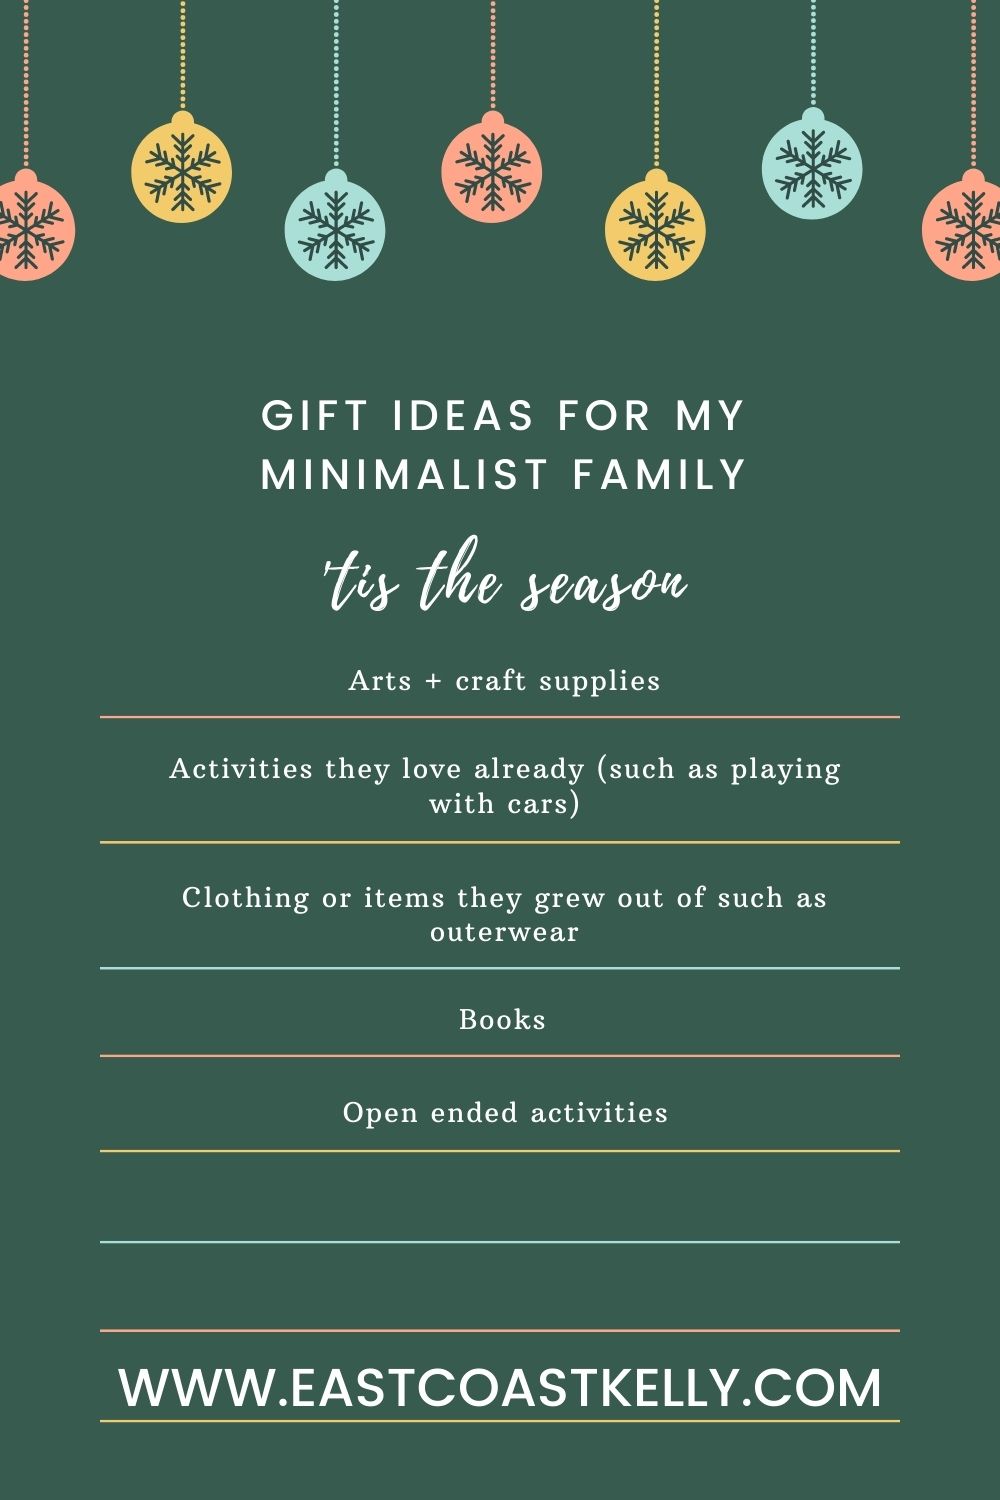 GIFT IDEAS FOR MY
MINIMALIST FAMILY
'tis the season
Arts + craft supplies
Activities they love already (such as playing
with cars)
Clothing or items they grew out of such as
outerwear
Books
Open ended activities
WWW.EASTCOASTKELLY.COM